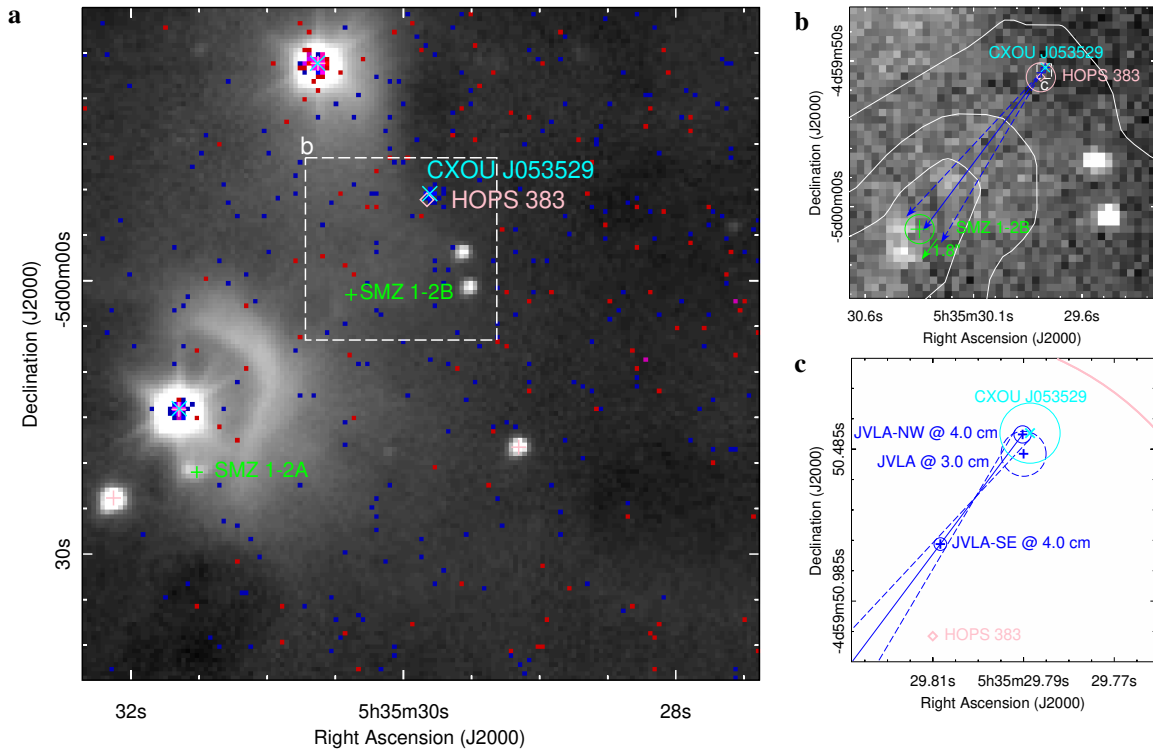 a
b
CXOU J053529
HOPS 383
SMZ 1-2B
SMZ 1-2A
-5d00m00s
30s
Declination (J2000)
32s
5h35m30s
28s
Right Ascension (J2000)
b
CXOU J053529
HOPS 383
C
SMZ 1-2B
1.8"
-4d59m50s
-5d00m00s
Declination (J2000)
30.6s
5h35m30.1s
29.6s
Right Ascension (J2000)
c
CXOU J053529
JVLA-NW @ 4.0 cm
JVLA @ 3.0 cm
JVLA-SE @ 4.0 cm
HOPS 383
50.485s
-4d59m50.985s
Declination (J2000)
29.81s
5h35m29.79s
29.77s
Right Ascension (J2000)